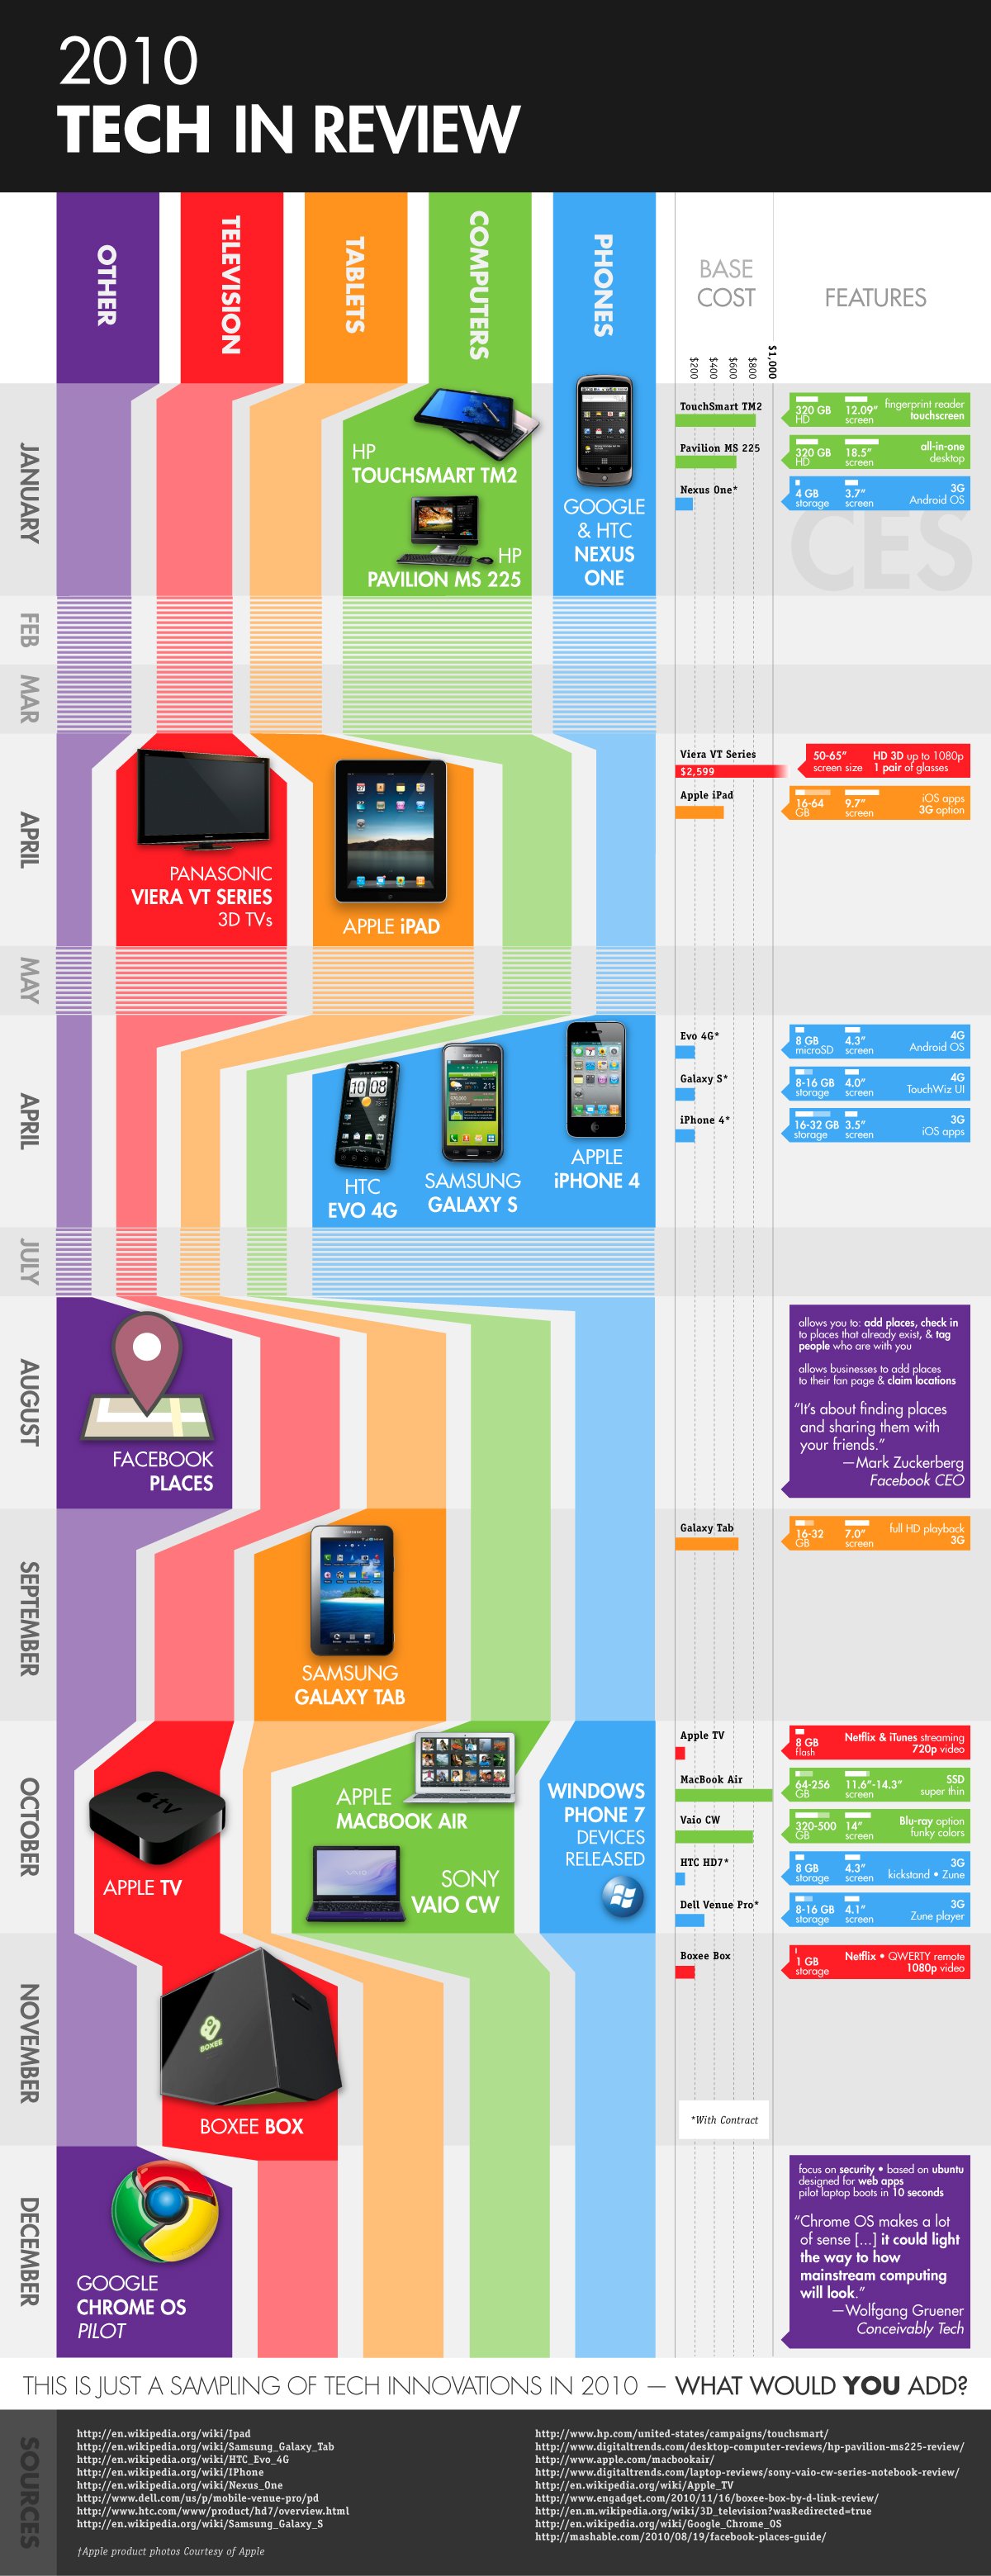 2010
TECH IN REVIEW
OTHER
TELEVISION
TABLETS
COMPUTERS
PHONES
BASE
COST
FEATURES
$200
$400
$600
$800
$1,000
JANUARY
HP
TOUCHSMART TM2
HP
PAVILION MS 225
GOOGLE
& HTC
NEXUS
ONE
TouchSmart TM2
320 GB
HD
12.09"
screen
fingerprint reader
touchscreen
Pavilion MS 225
320 GB
HD
18.5"
screen
all-in-one
desktop
Nexus One*
4 GB
storage
3.7"
screen
3G
Android OS
CES
FEB
MAR
APRIL
PANASONIC
VIERA VT SERIES
3D TVs
APPLE iPAD
Viera VT Series
$2,599
50-65"
screen size
HD 3D up to 1080p
1 pair of glasses
Apple iPad
16-64
GB
9.7"
screen
iOS apps
3G option
MAY
APRIL
HTC
EVO 4G
SAMSUNG
GALAXY S
APPLE
iPHONE 4
Evo 4G*
8 GB
microSD
4.3"
screen
4G
Android OS
Galaxy S*
8-16 GB
storage
4.0"
screen
4G
TouchWiz UI
iPhone 4*
16-32 GB
storage
3.5"
screen
3G
iOS apps
JULY
AUGUST
FACEBOOK
PLACES
allows you to: add places, check in
to places that already exist, & tag
people who are with you
allows businesses to add places
to their fan page & claim locations
"It's about finding places
and sharing them with
your friends."
—Mark Zuckerberg
Facebook CEO
SEPTEMBER
SAMSUNG
GALAXY TAB
Galaxy Tab
16-32
GB
7.0"
screen
full HD playback
3G
OCTOBER
tv
APPLE TV
APPLE
MACBOOK AIR
SONY
VAIO CW
WINDOWS
PHONE 7
DEVICES
RELEASED
Apple TV
8 GB
flash
Netflix & iTunes streaming
720p video
MacBook Air
64-256
GB
11.6"-14.3"
screen
SSD
super thin
Vaio CW
320-500
GB
14"
screen
Blu-ray option
funky colors
HTC HD7*
8 GB
storage
4.3"
screen
3G
kickstand • Zune
Dell Venue Pro*
8-16 GB
storage
4.1"
screen
3G
Zune player
NOVEMBER
BOXEE
BOXEE BOX
Boxee Box
1 GB
storage
Netflix • QWERTY remote
1080p video
*With Contract
DECEMBER
GOOGLE
CHROME OS
PILOT
focus on security • based on ubuntu
designed for web apps
pilot laptop boots in 10 seconds
"Chrome OS makes a lot
of sense [...] it could light
the way to how
mainstream computing
will look."
—Wolfgang Gruener
Conceivably Tech
THIS IS JUST A SAMPLING OF TECH INNOVATIONS IN 2010 — WHAT WOULD YOU ADD?
SOURCES
http://en.wikipedia.org/wiki/Ipad
http://en.wikipedia.org/wiki/Samsung_Galaxy_Tab
http://en.wikipedia.org/wiki/HTC_Evo_4G
http://en.wikipedia.org/wiki/IPhone
http://en.wikipedia.org/wiki/Nexus_One
http://www.dell.com/us/p/mobile-venue-pro/pd
http://www.htc.com/www/product/hd7/overview.html
http://en.wikipedia.org/wiki/Samsung_Galaxy_S
†Apple product photos Courtesy of Apple
http://www.hp.com/united-states/campaigns/touchsmart/
http://www.digitaltrends.com/desktop-computer-reviews/hp-pavilion-ms225-review/
http://www.apple.com/macbookair/
http://www.digitaltrends.com/laptop-reviews/sony-vaio-cw-series-notebook-review/
http://en.wikipedia.org/wiki/Apple_TV
http://www.engadget.com/2010/11/16/boxee-box-by-d-link-review/
http://en.m.wikipedia.org/wiki/3D_television?wasRedirected=true
http://en.wikipedia.org/wiki/Google_Chrome_OS
http://mashable.com/2010/08/19/facebook-places-guide/